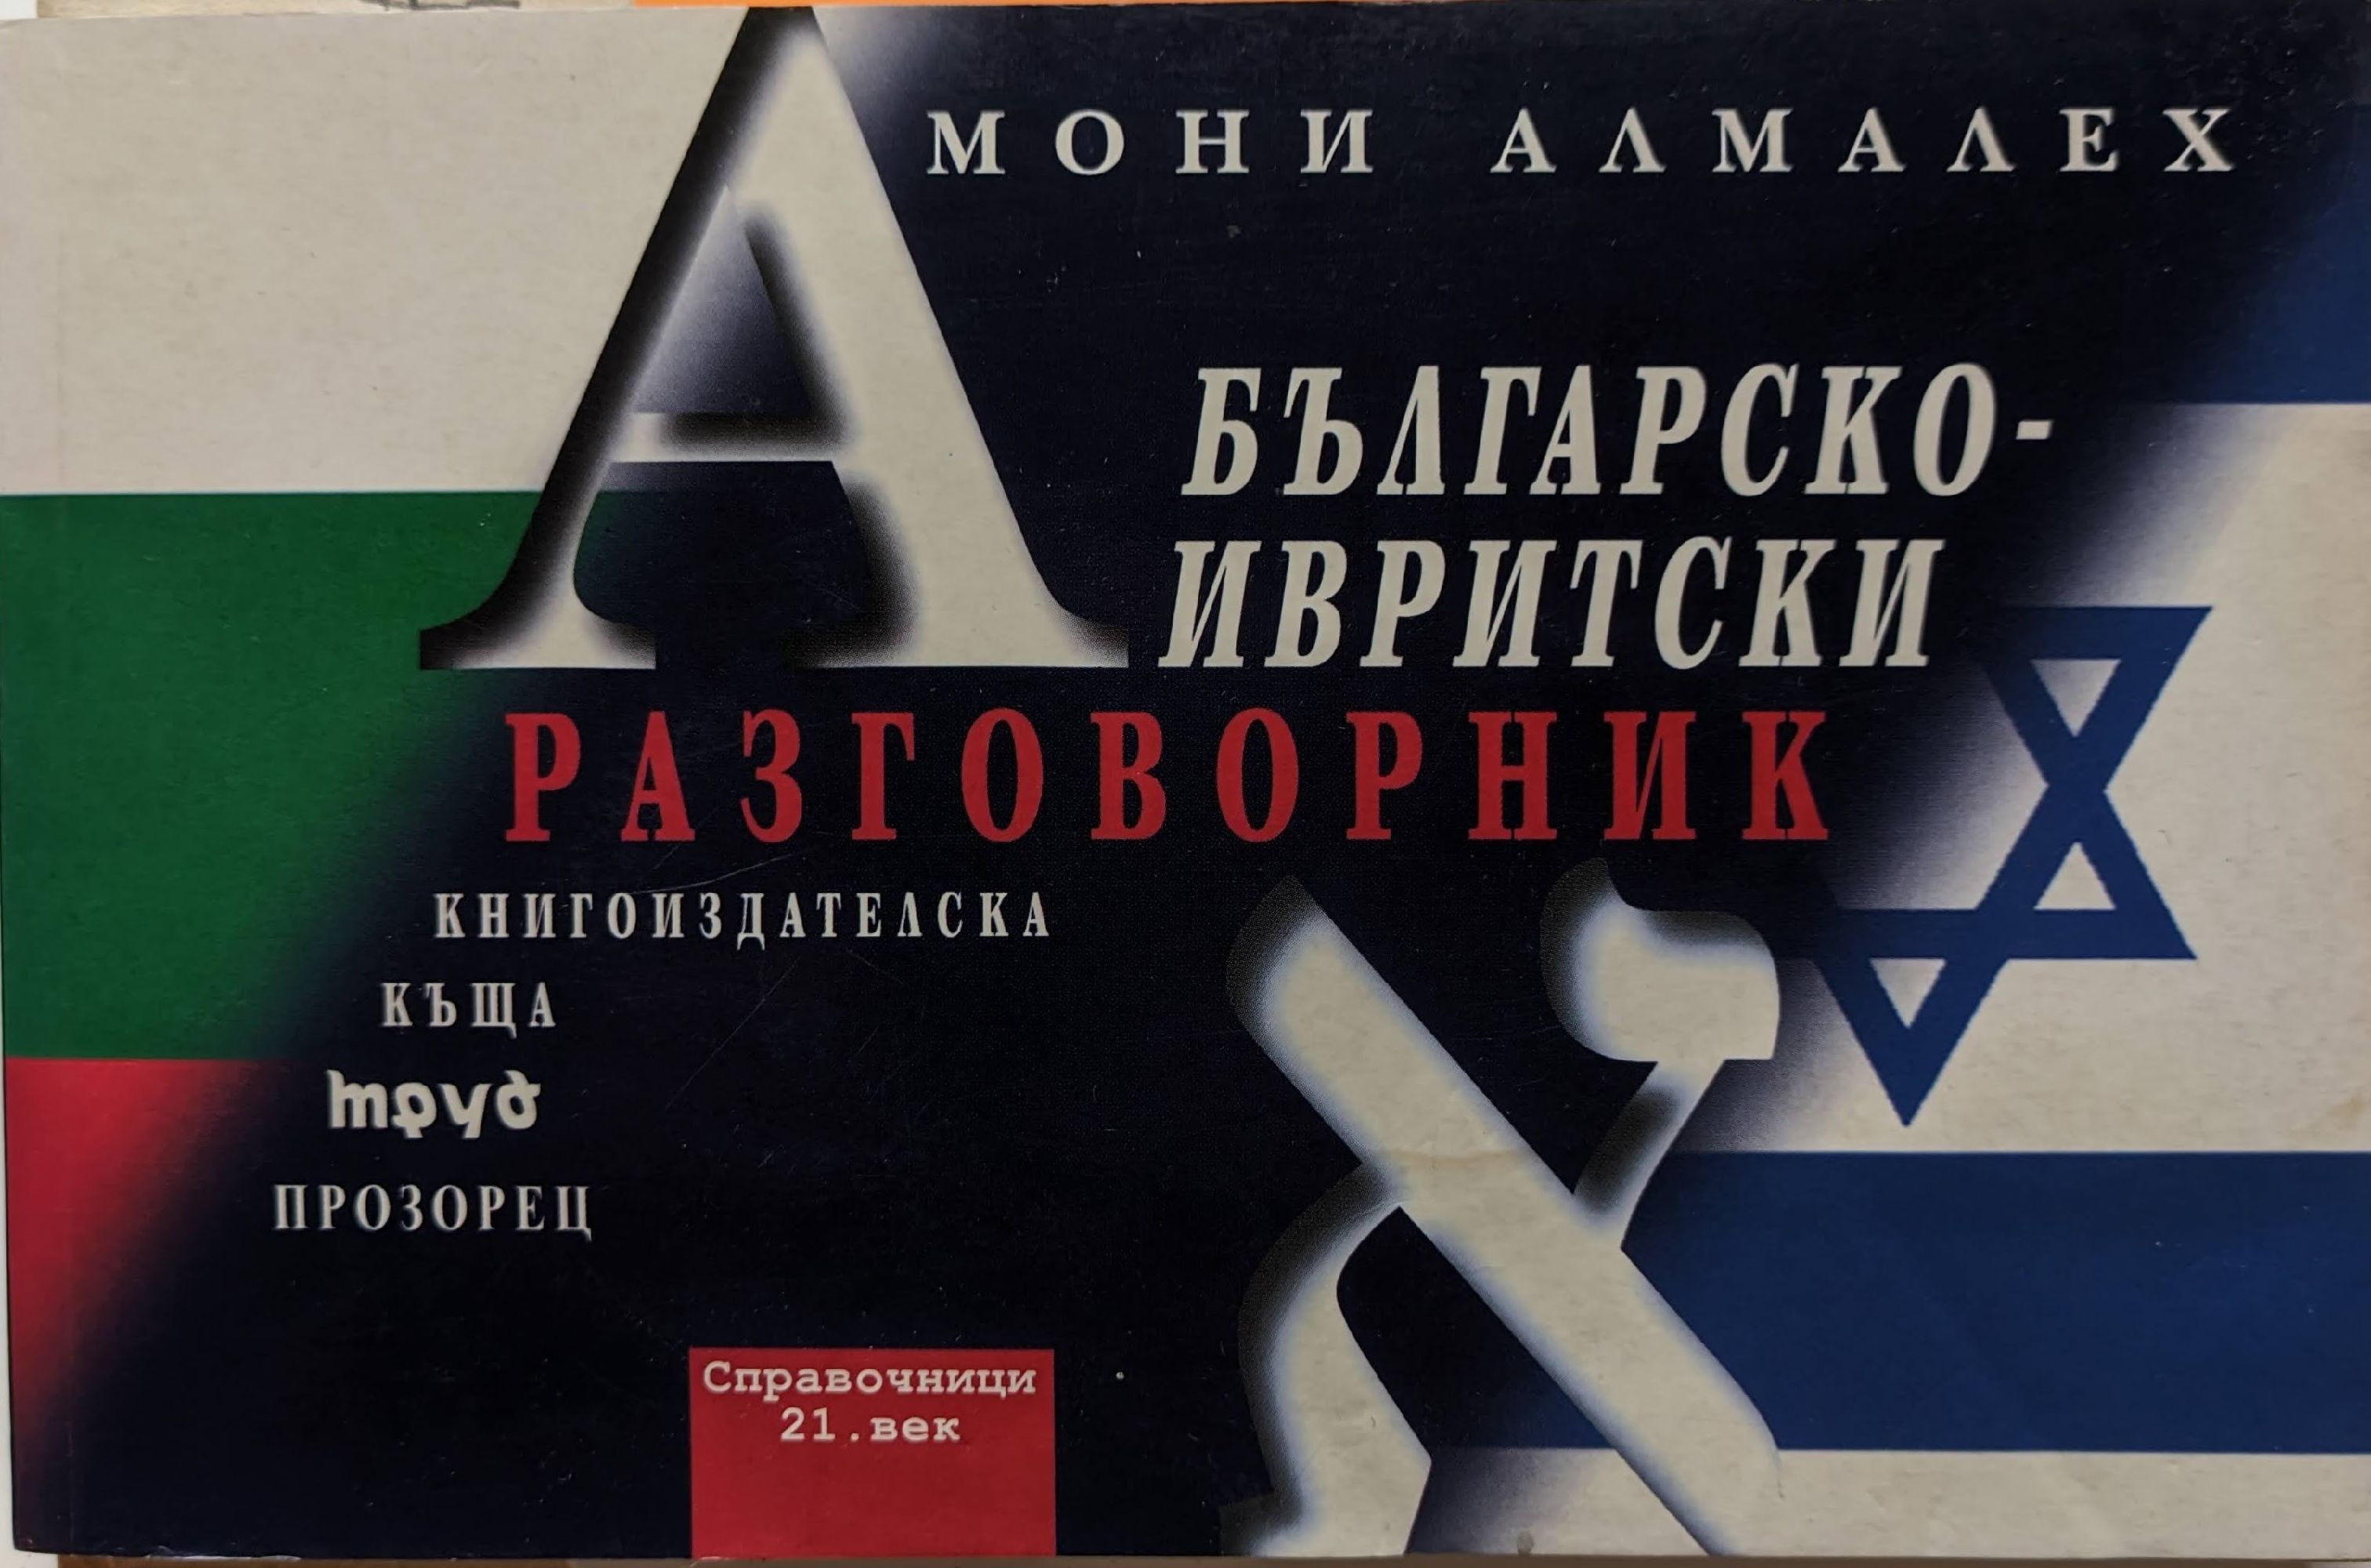 МОНИ АЛМАЛЕХ
БЪЛГАРСКО-
ИВРИТСКИ
РАЗГОВОРНИК
КНИГОИЗДАТЕЛСКА
КЪЩА
труд
ПРОЗОРЕЦ
Справочници
21.век
А
א